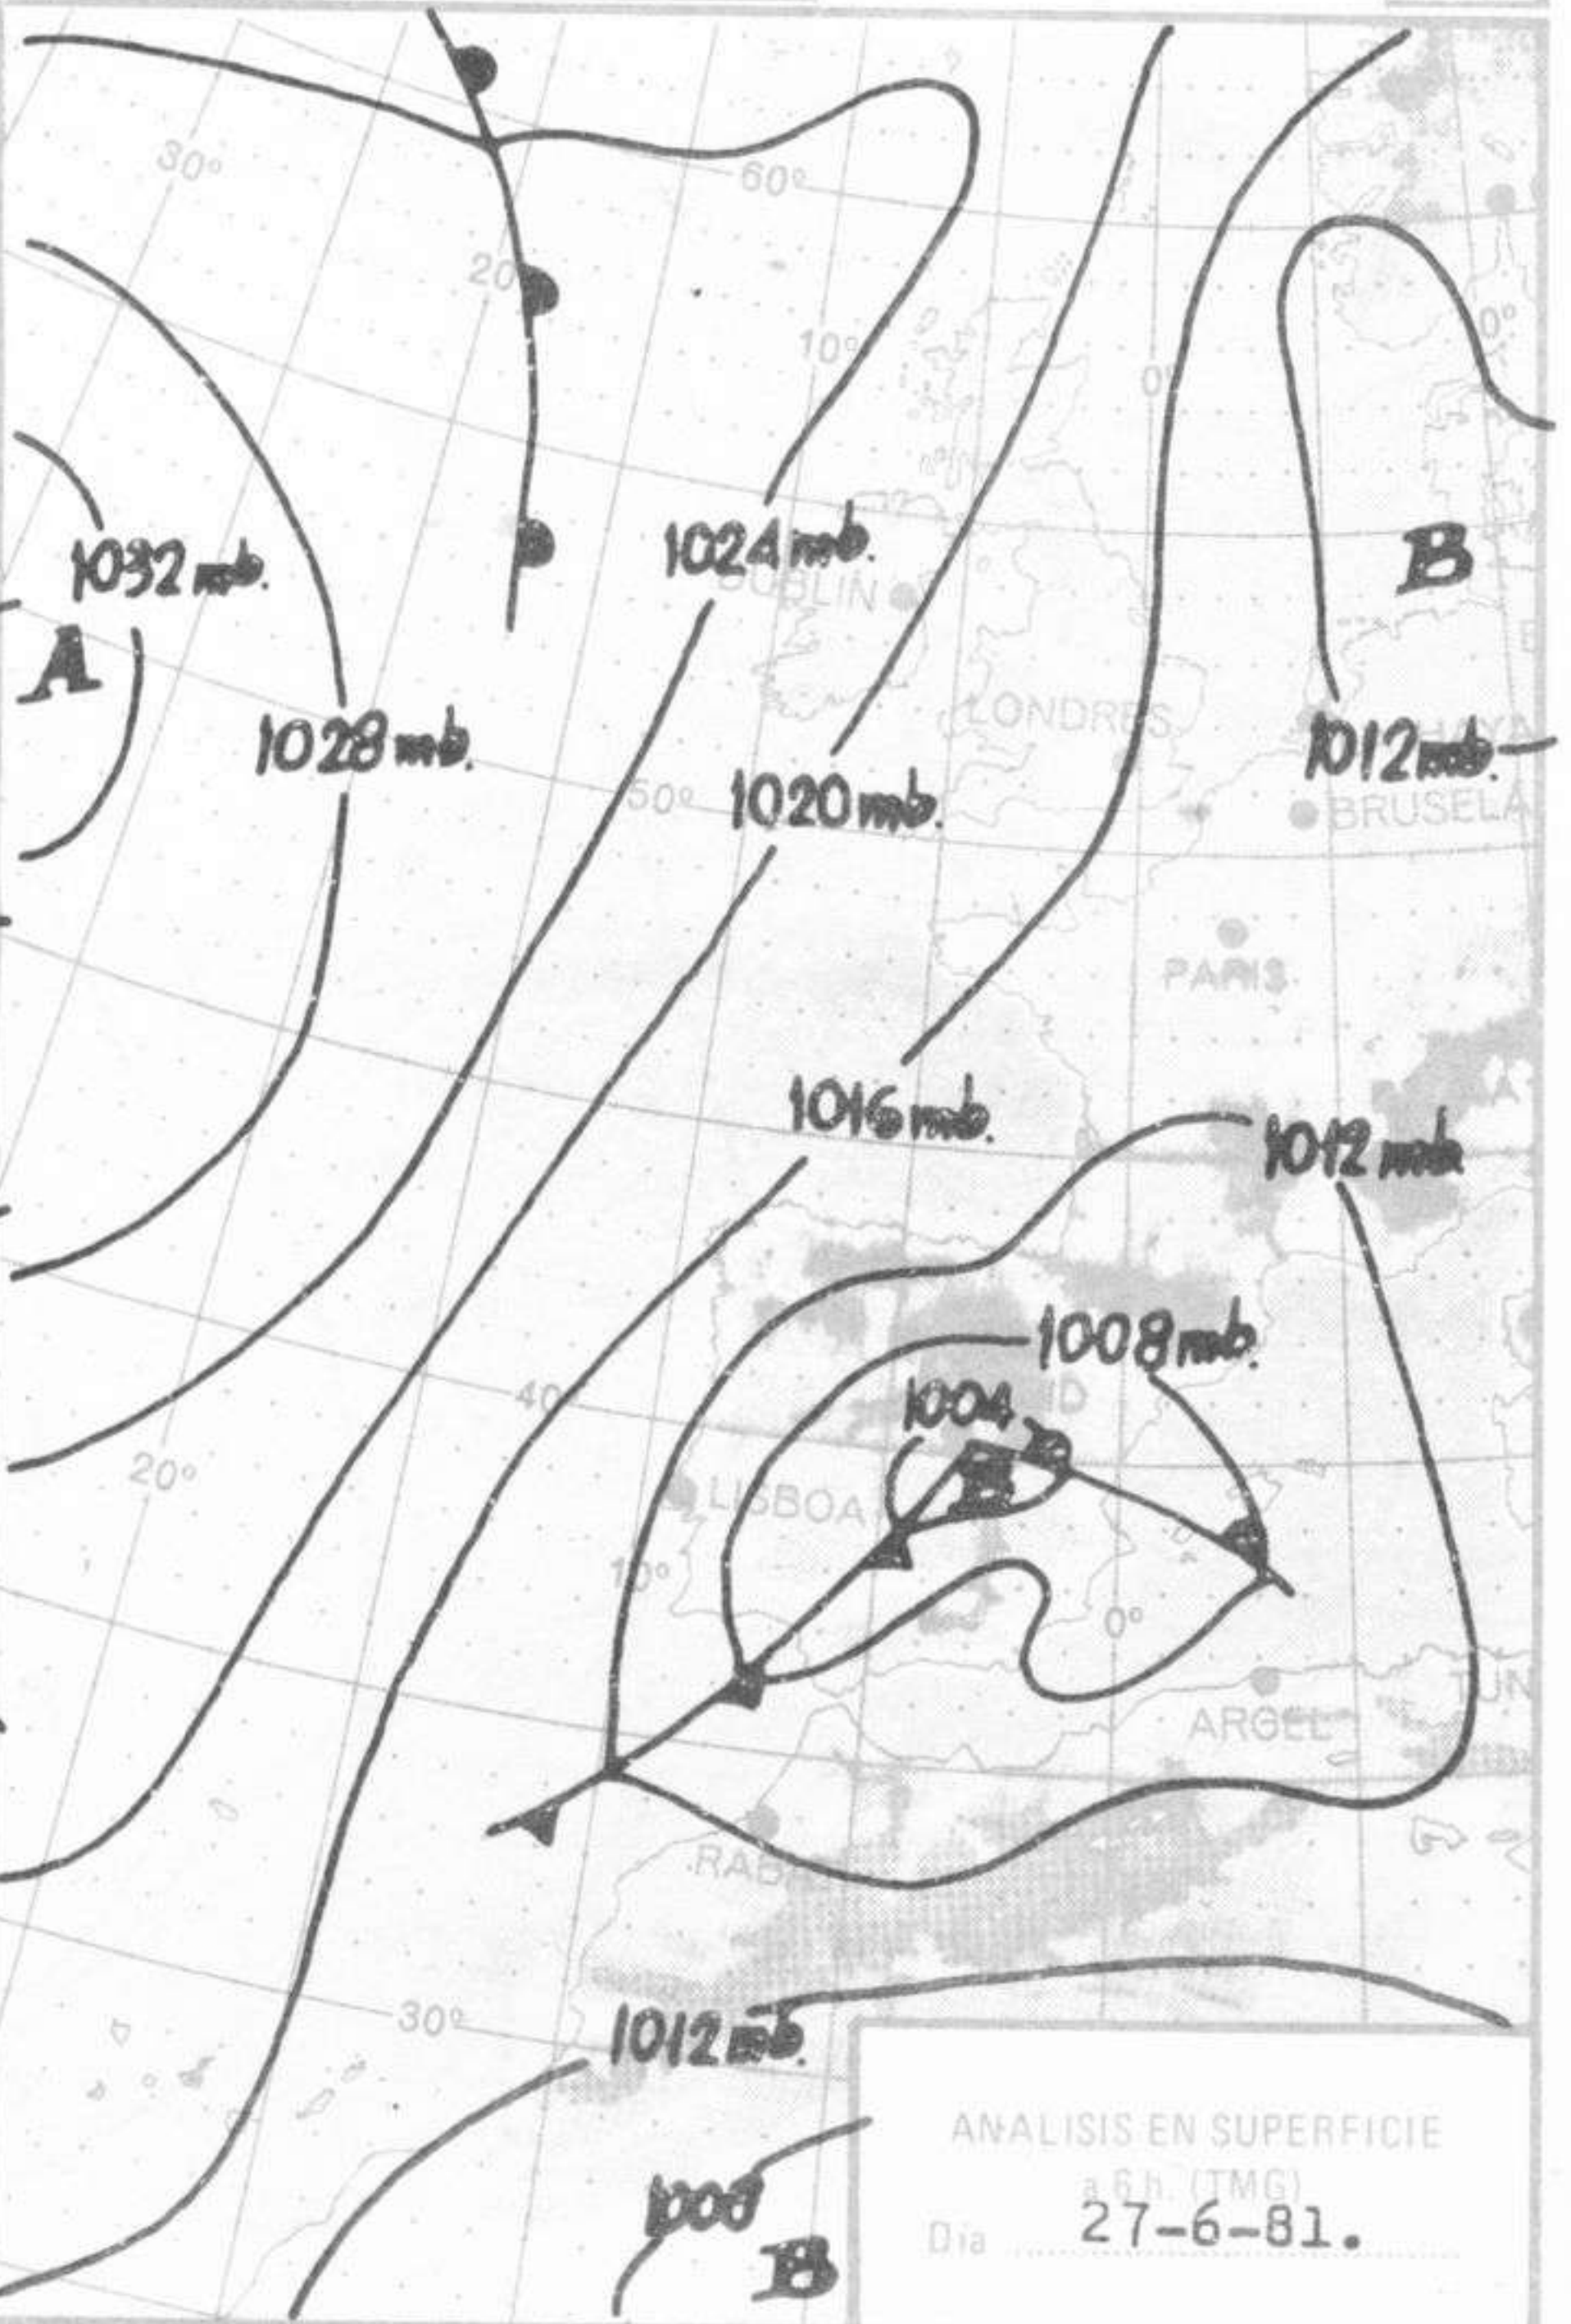 30°
60°
20
10°
0°
0°
1024 mb.
1032 mb.
DUBLIN
B
A
LONDRES
1028 mb.
1012 mb.
50°
1020 mb.
BRUSELA
PARIS
1016 mb.
1012 mb
1008 mb.
40°
1004
20°
LISBOA
B
10°
0°
ARGEL
RAB
30°
1012 mb.
ANALISIS EN SUPERFICIE
a 6 h. (TMG)
1008
Día 27-6-81.
B